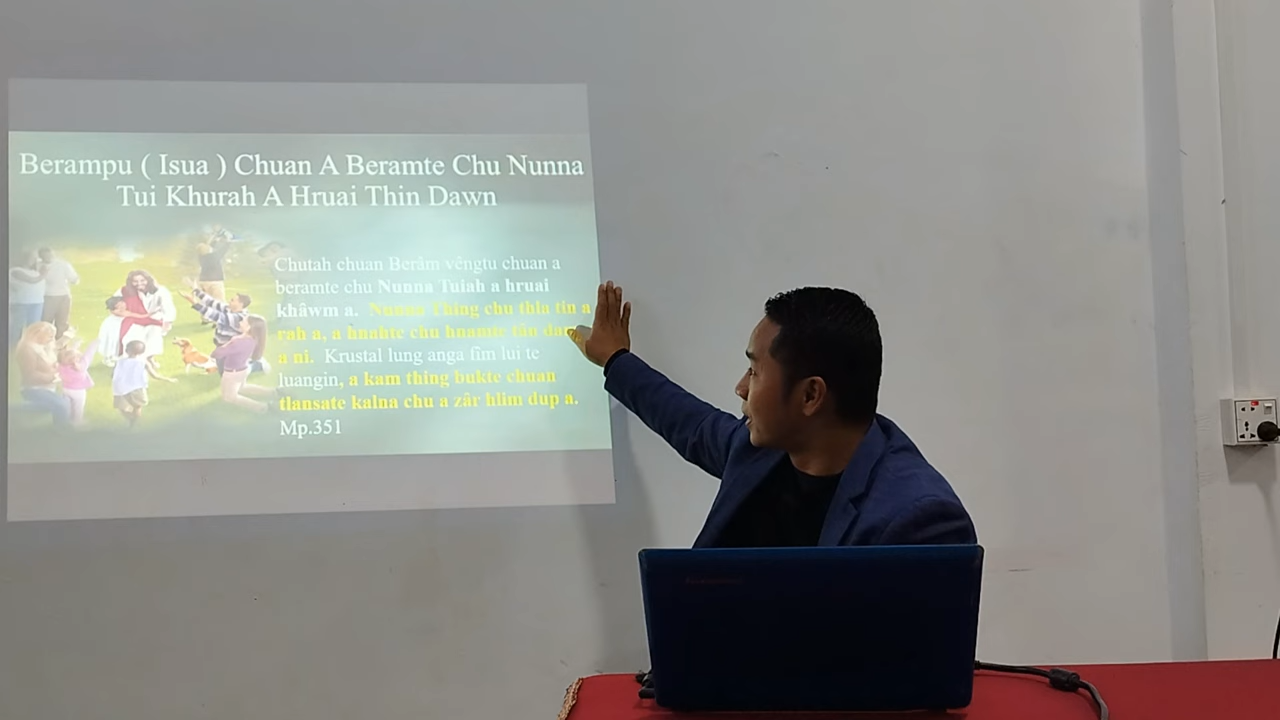 Berampu ( Isua ) Chuan A Beramte Chu Nunna
Tui Khurah A Hruai Thin Dawn
Chutah chuan Berâm vêngtu chuan a
beramte chu Nunna Tuiah a hruai
khâwm a. Nunna Thing chu thla tin a
rah a, a hnahte chu hnamte tân
a ni. Krustal lung anga fîm lui te
luangin, a kam thing bukte chuan
tlansate kalna chu a zâr hlim dup a.
Mp.351